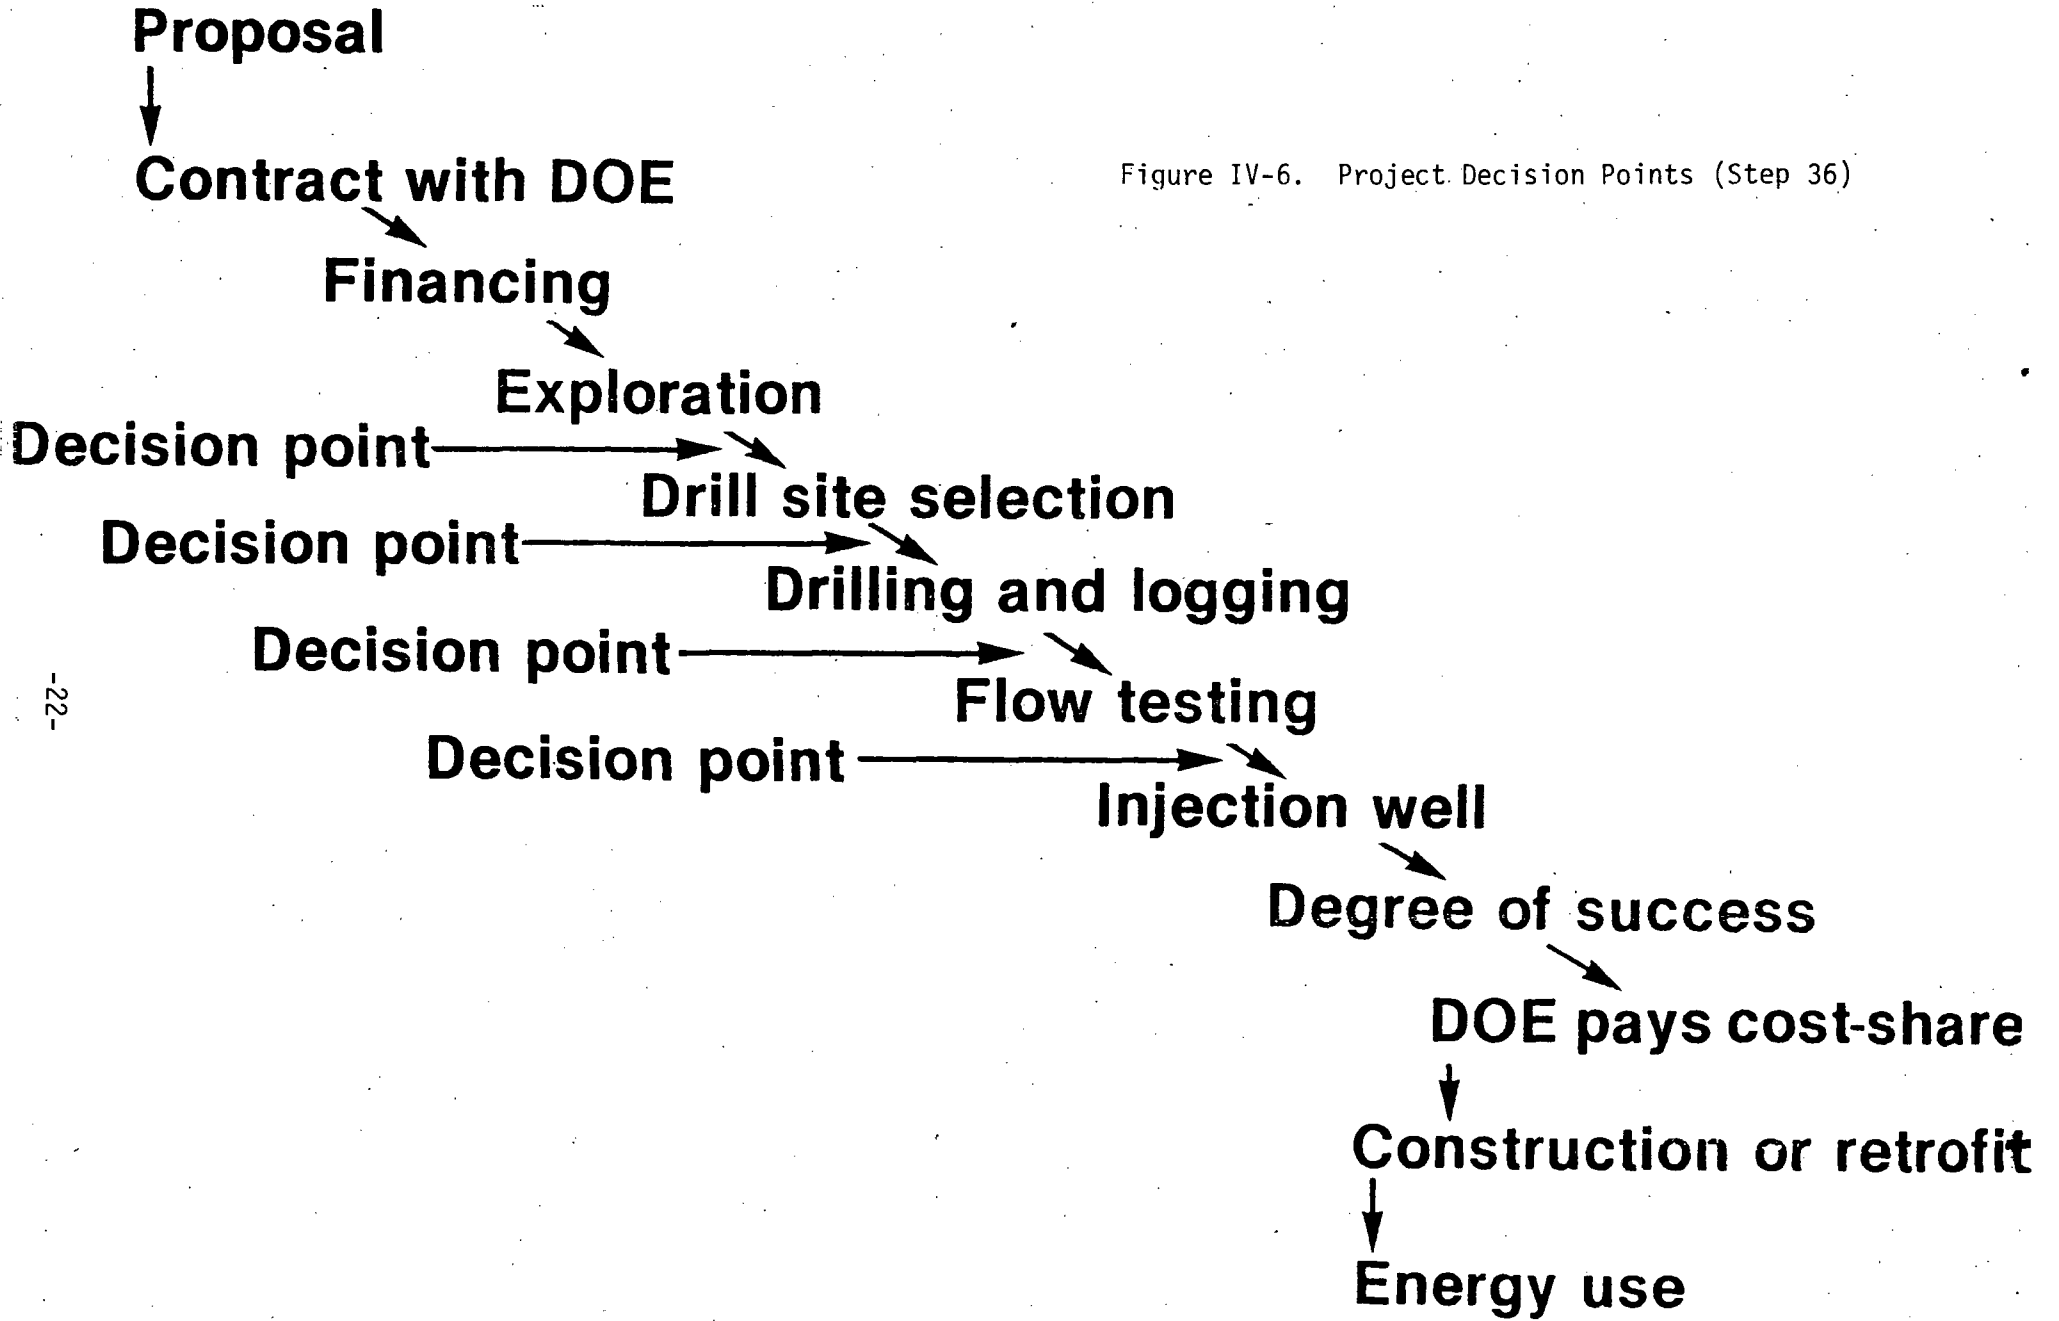 Proposal
Contract with DOE
Figure IV-6. Project Decision Points (Step 36)
Financing
Exploration
Decision point
Drill site selection
Decision point
Drilling and logging
Decision point
Flow testing
Decision point
Injection well
Degree of success
DOE pays cost-share
Construction or retrofit
Energy use
-22-